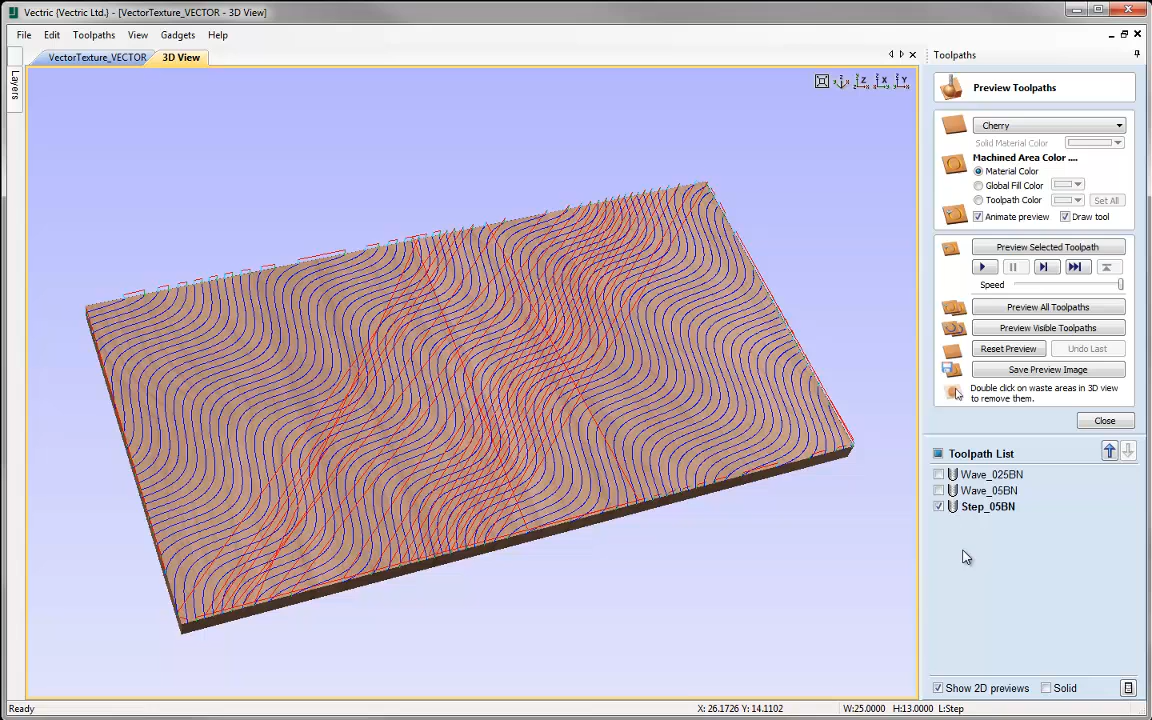 Vectric {Vectric Ltd.} - [VectorTexture_VECTOR - 3D View]
File Edit Toolpaths View Gadgets Help
VectorTexture_VECTOR 3D View
Layers
Z X Y
Toolpaths
Preview Toolpaths
Cherry
Solid Material Color
Machined Area Color ....
Material Color
Global Fill Color
Toolpath Color Set All
Animate preview Draw tool
Preview Selected Toolpath
Speed
Preview All Toolpaths
Preview Visible Toolpaths
Reset Preview Undo Last
Save Preview Image
Double click on waste areas in 3D view
to remove them.
Close
Toolpath List
Wave_025BN
Wave_05BN
Step_05BN
Show 2D previews Solid
Ready X: 26.1726 Y: 14.1102 W:25.0000 H:13.0000 L:Step